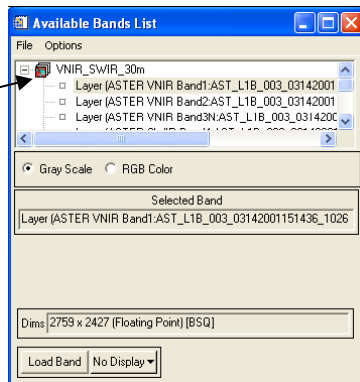 Available Bands List
File Options
VNIR_SWIR_30m
Layer (ASTER VNIR Band1:AST_L1B_003_03142001
Layer (ASTER VNIR Band2:AST_L1B_003_03142001
Layer (ASTER VNIR Band3N:AST_L1B_003_031420
Gray Scale RGB Color
Selected Band
Layer (ASTER VNIR Band1:AST_L1B_003_03142001151436_1026
Dims 2759 x 2427 (Floating Point) [BSQ]
Load Band No Display